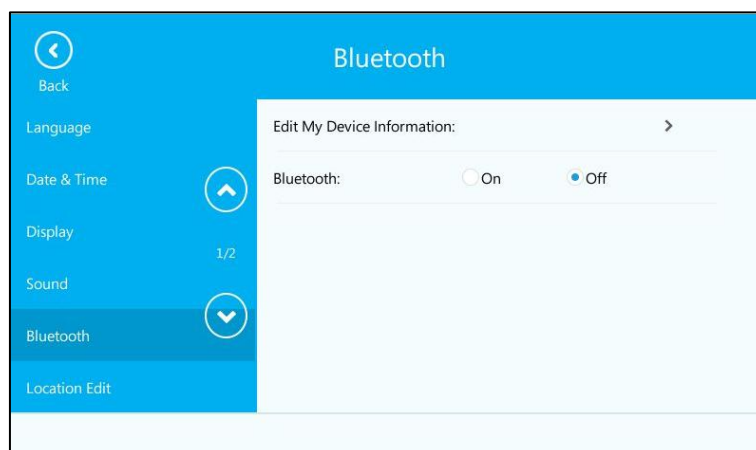 Bluetooth
Back
Language
Date & Time
Display
1/2
Sound
Bluetooth
Location Edit
Edit My Device Information:
Bluetooth: On Off